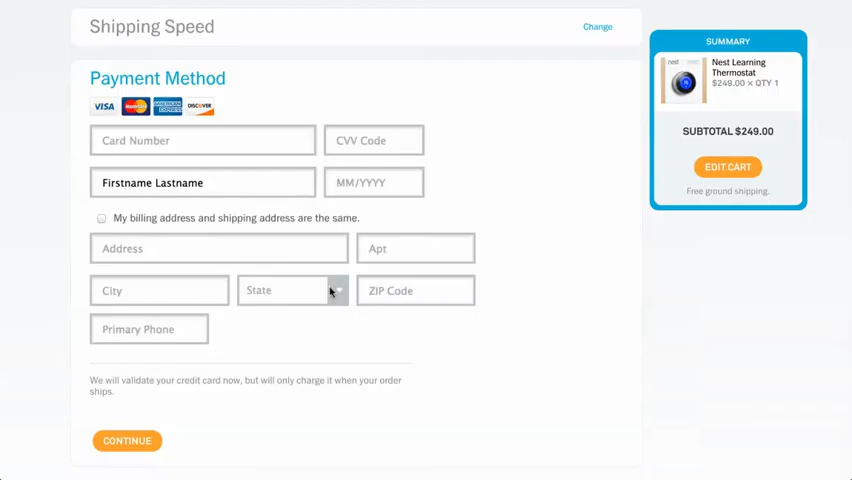 Shipping Speed
Change
Payment Method
VISA MasterCard AMERICAN EXPRESS DISCOVER
Card Number
CVV Code
Firstname Lastname
MM/YYYY
My billing address and shipping address are the same.
Address
Apt
City
State
ZIP Code
Primary Phone
We will validate your credit card now, but will only charge it when your order
ships.
CONTINUE
SUMMARY
nest
Nest Learning
Thermostat
$249.00 × QTY 1
SUBTOTAL $249.00
EDIT CART
Free ground shipping.